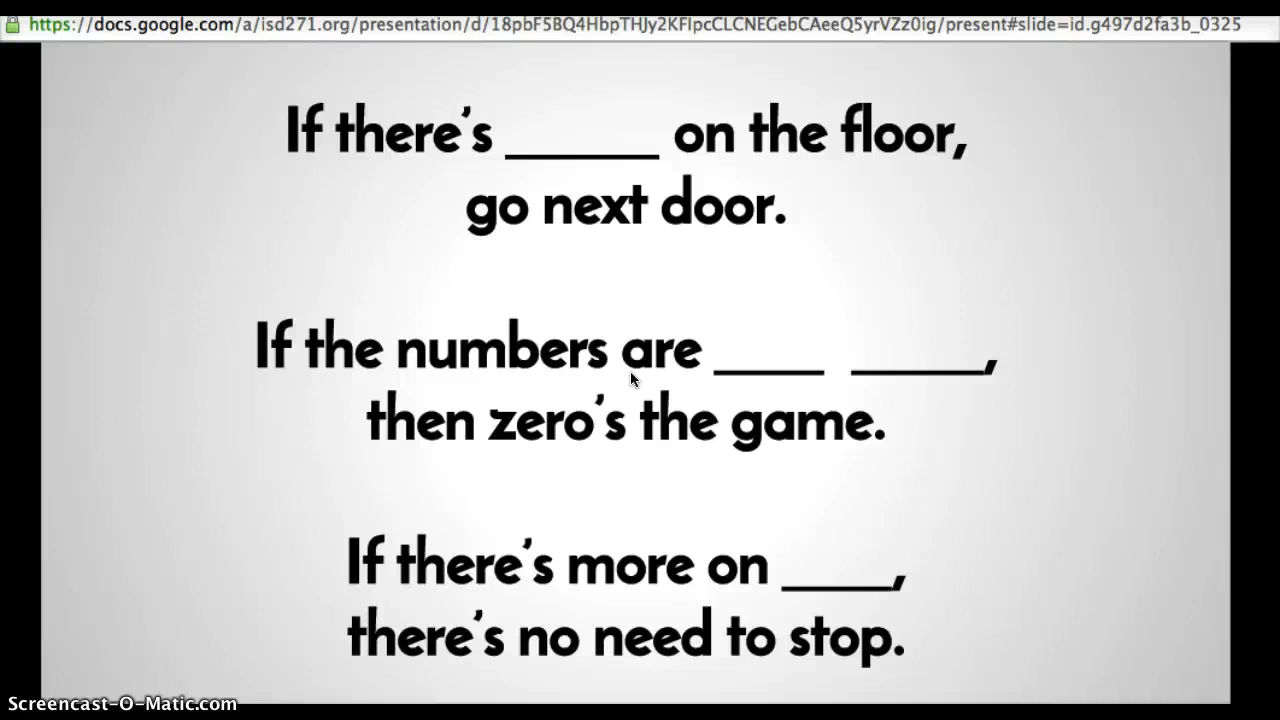 https://docs.google.com/a/isd271.org/presentation/d/18pbF5BQ4HbpTHJy2KFIpcCLCNEGebCAeeQ5yrVZz0ig/present#slide=id.g497d2fa3b_0325
If there's ______ on the floor,
go next door.
If the numbers are ____ _____,
then zero's the game.
If there's more on ____,
there's no need to stop.
Screencast-O-Matic.com